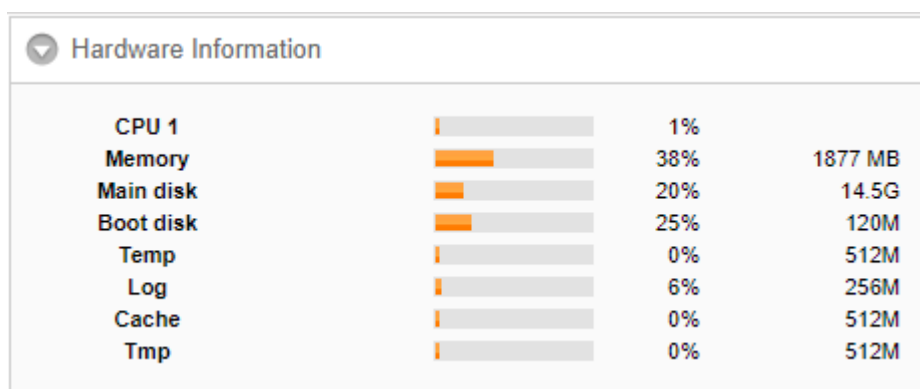 Hardware Information
CPU 1 1%
Memory 38% 1877 MB
Main disk 20% 14.5G
Boot disk 25% 120M
Temp 0% 512M
Log 6% 256M
Cache 0% 512M
Tmp 0% 512M